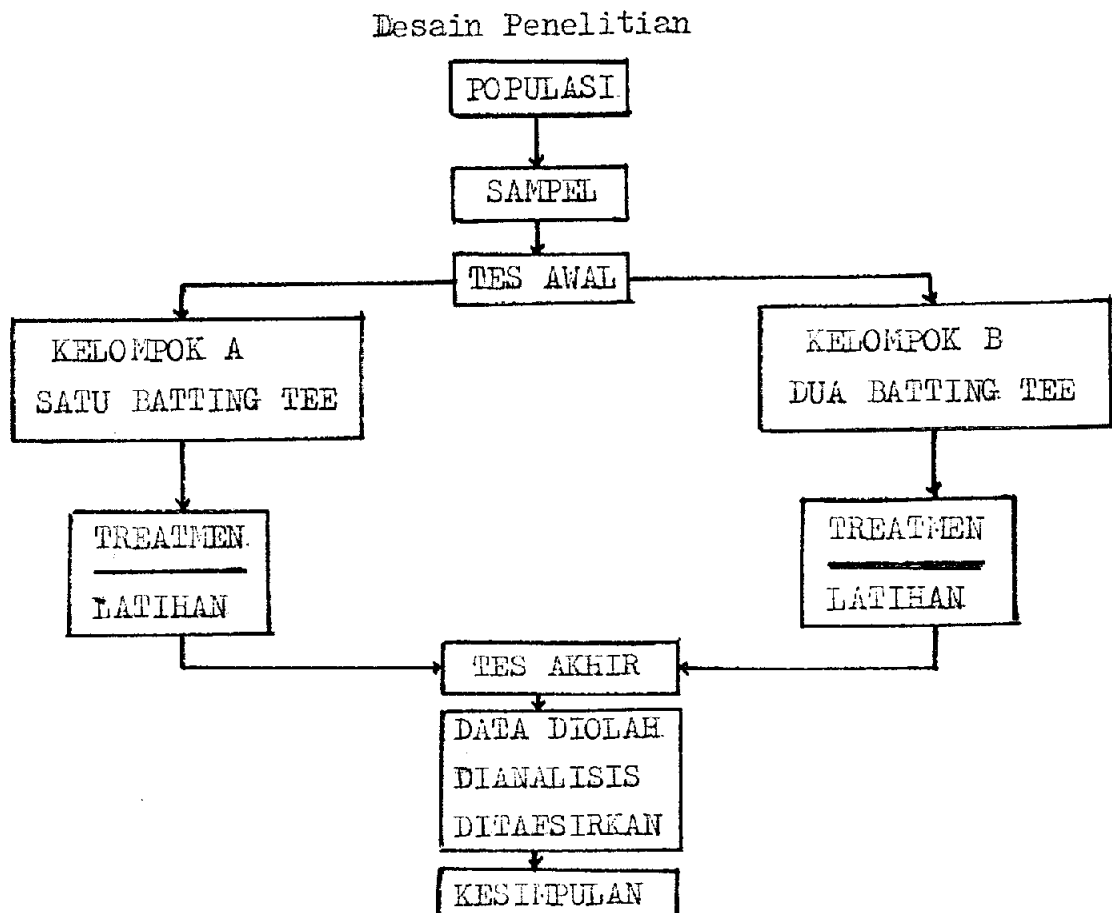 Desain Penelitian
POPULASI
SAMPEL
TES AWAL
KELOMPOK A
SATU BATTING TEE
KELOMPOK B
DUA BATTING TEE
TREATMEN
LATIHAN
TREATMEN
LATIHAN
TES AKHIR
DATA DIOLAH
DIANALISIS
DITAFSIRKAN
KESIMPULAN